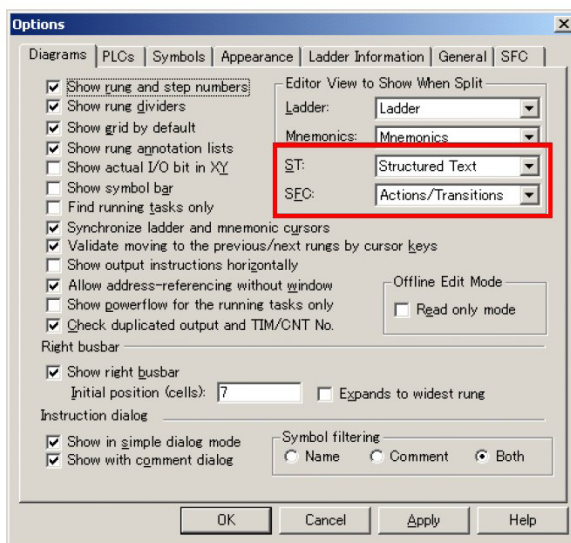 Options
Diagrams PLCs Symbols Appearance Ladder Information General SFC
Show rung and step numbers
Show rung dividers
Show grid by default
Show rung annotation lists
Show actual I/O bit in XY
Show symbol bar
Find running tasks only
Synchronize ladder and mnemonic cursors
Validate moving to the previous/next rungs by cursor keys
Show output instructions horizontally
Allow address-referencing without window
Show powerflow for the running tasks only
Check duplicated output and TIM/CNT No.
Editor View to Show When Split
Ladder: Ladder
Mnemonics: Mnemonics
ST: Structured Text
SFC: Actions/Transitions
Offline Edit Mode
Read only mode
Right busbar
Show right busbar
Initial position (cells): 7
Expands to widest rung
Instruction dialog
Show in simple dialog mode
Show with comment dialog
Symbol filtering
Name Comment Both
OK Cancel Apply Help